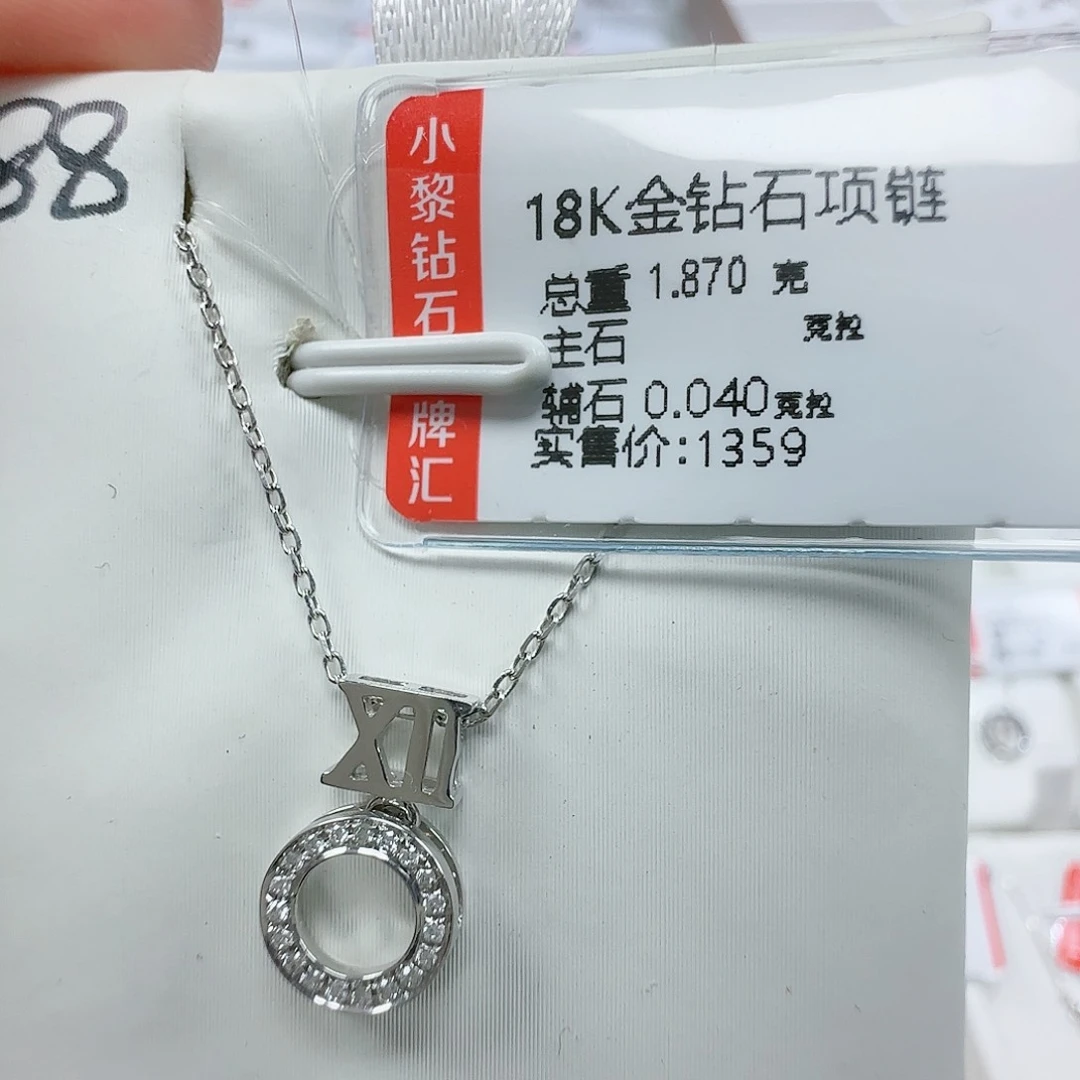 88
小黎钻石
牌汇
18K金钻石项链
总重 1.870 克
主石 克拉
辅石 0.040克拉
实售价:1359
XII